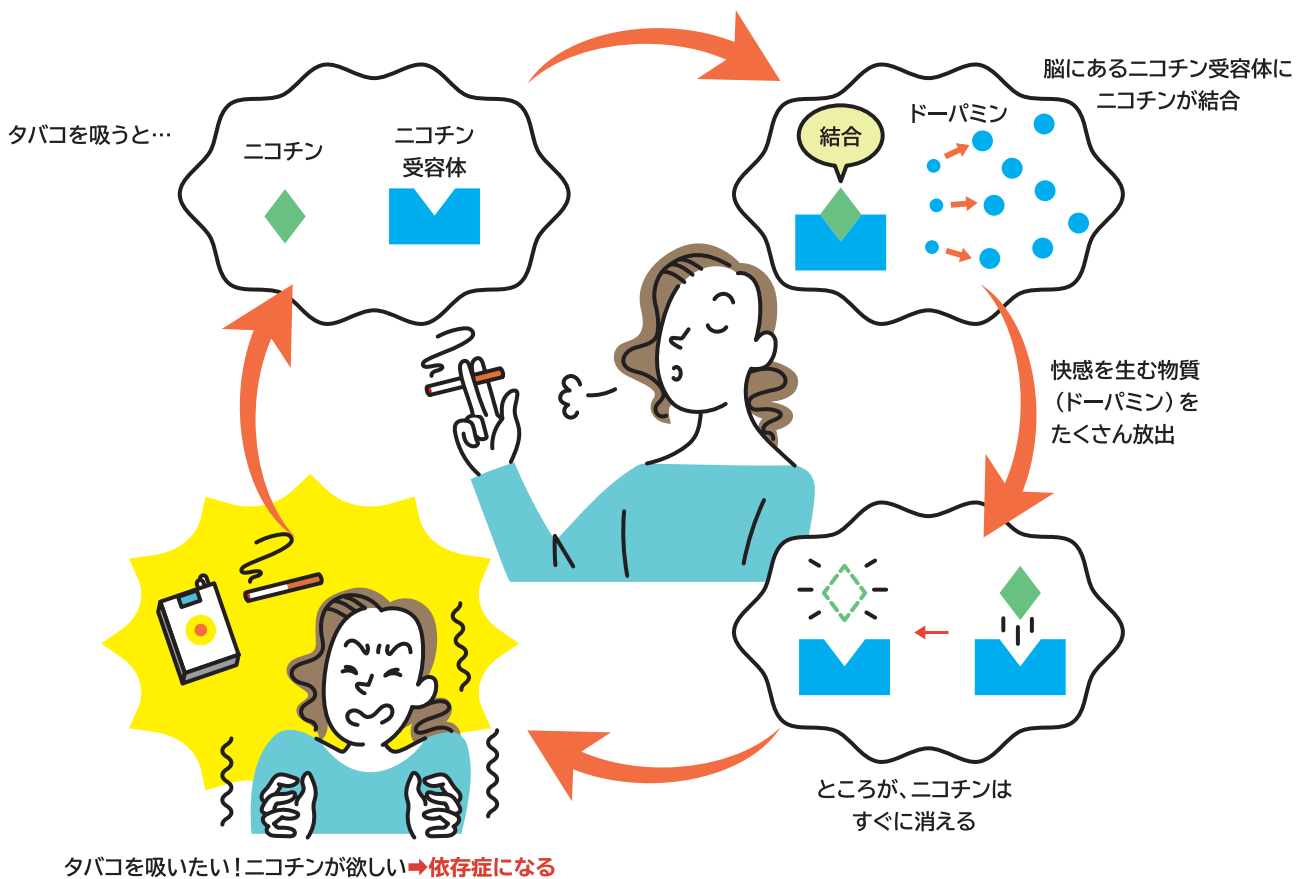 タバコを吸うと…
ニコチン
ニコチン
受容体
結合
ドーパミン
脳にあるニコチン受容体に
ニコチンが結合
快感を生む物質
（ドーパミン）を
たくさん放出
ところが、ニコチンは
すぐに消える
タバコを吸いたい！ニコチンが欲しい➡依存症になる